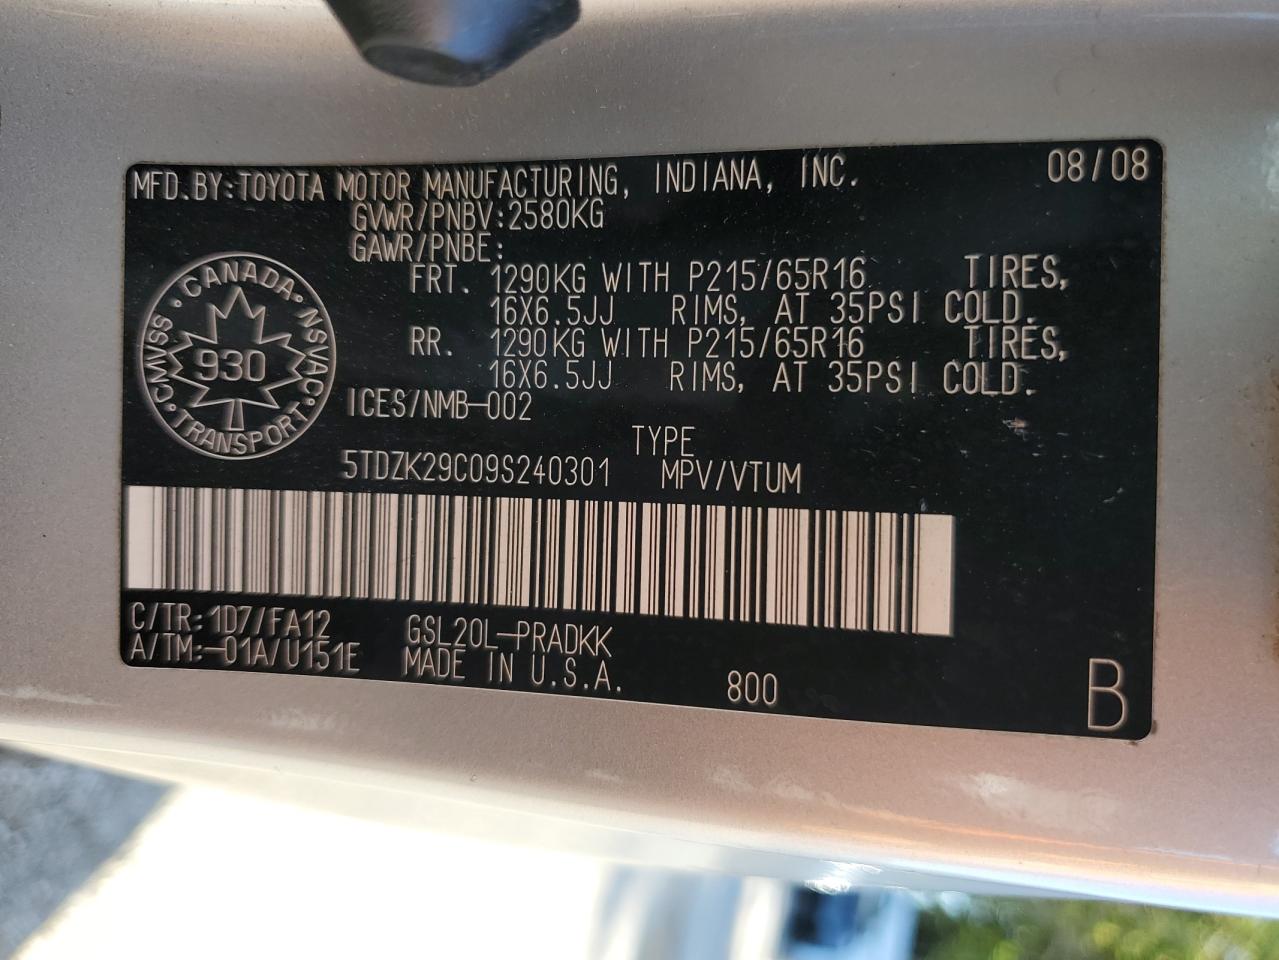 MFD.BY:TOYOTA MOTOR MANUFACTURING, INDIANA, INC. 08/08
GVWR/PNBV:2580KG
GAWR/PNBE:
FRT. 1290KG WITH P215/65R16 TIRES,
16X6.5JJ RIMS, AT 35PSI COLD.
RR. 1290KG WITH P215/65R16 TIRES,
16X6.5JJ RIMS, AT 35PSI COLD.
CANADA·NSVAC·TRANSPORT·CMVSS·
930
ICES/NMB-002
TYPE
5TDZK29C09S240301 MPV/VTUM
C/TR: 1D7/FA12 GSL20L-PRADKK
A/TM:-01A/U151E MADE IN U.S.A. 800
B